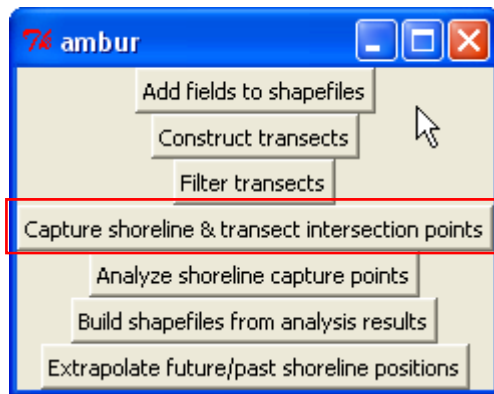 ambur
Add fields to shapefiles
Construct transects
Filter transects
Capture shoreline & transect intersection points
Analyze shoreline capture points
Build shapefiles from analysis results
Extrapolate future/past shoreline positions